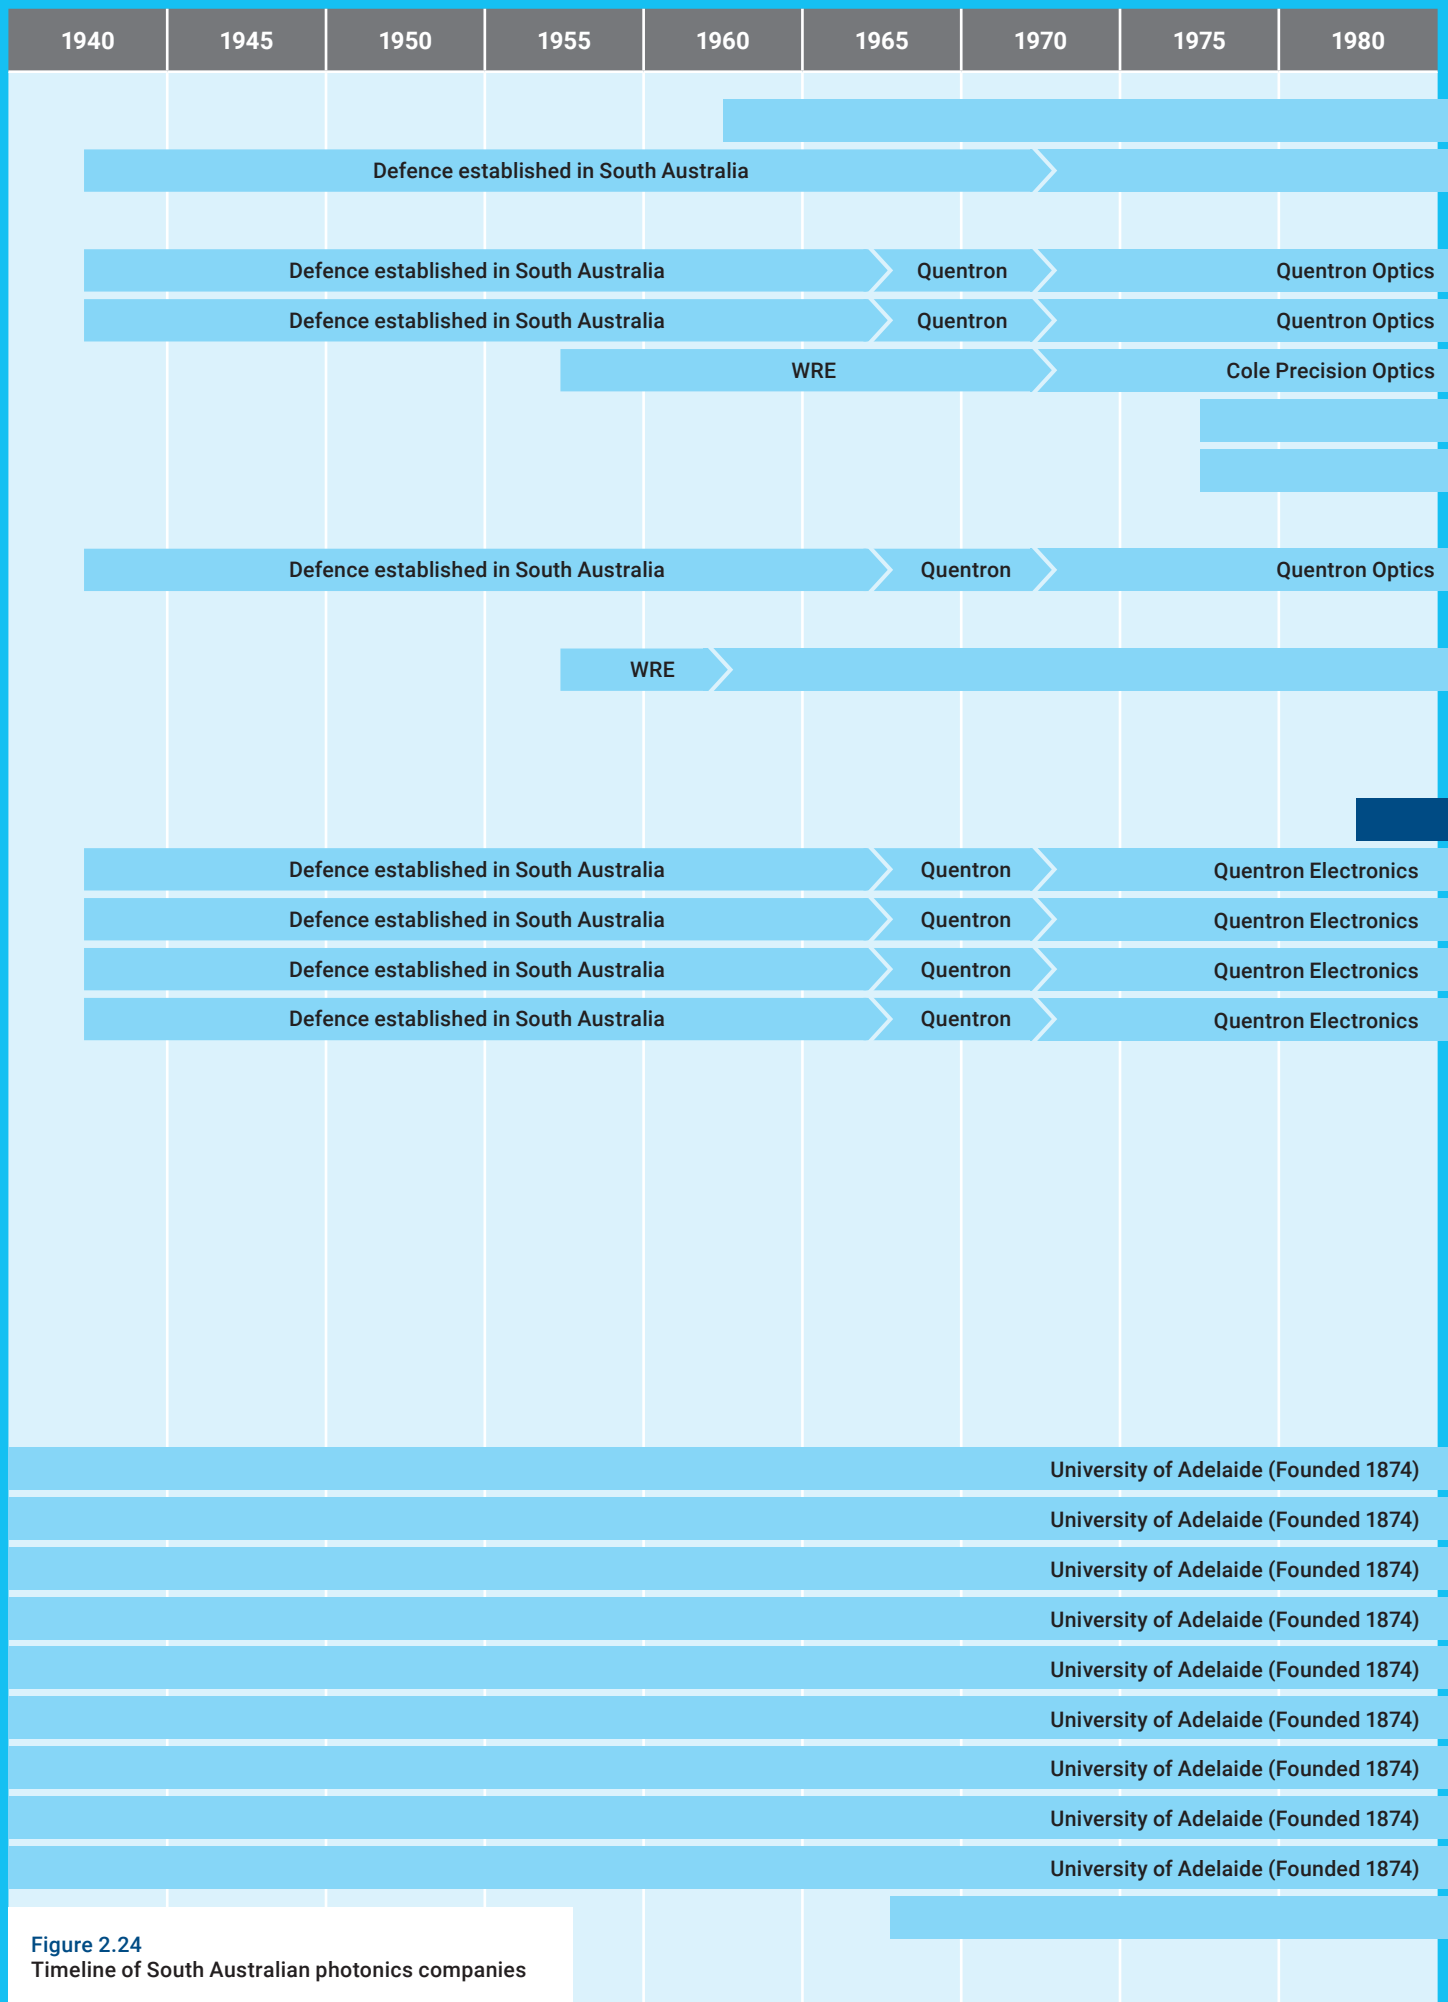 1940 1945 1950 1955 1960 1965 1970 1975 1980
Defence established in South Australia
Defence established in South Australia Quentron Quentron Optics
Defence established in South Australia Quentron Quentron Optics
WRE Cole Precision Optics
Defence established in South Australia Quentron Quentron Optics
WRE
Defence established in South Australia Quentron Quentron Electronics
Defence established in South Australia Quentron Quentron Electronics
Defence established in South Australia Quentron Quentron Electronics
Defence established in South Australia Quentron Quentron Electronics
University of Adelaide (Founded 1874)
University of Adelaide (Founded 1874)
University of Adelaide (Founded 1874)
University of Adelaide (Founded 1874)
University of Adelaide (Founded 1874)
University of Adelaide (Founded 1874)
University of Adelaide (Founded 1874)
University of Adelaide (Founded 1874)
University of Adelaide (Founded 1874)
Figure 2.24
Timeline of South Australian photonics companies